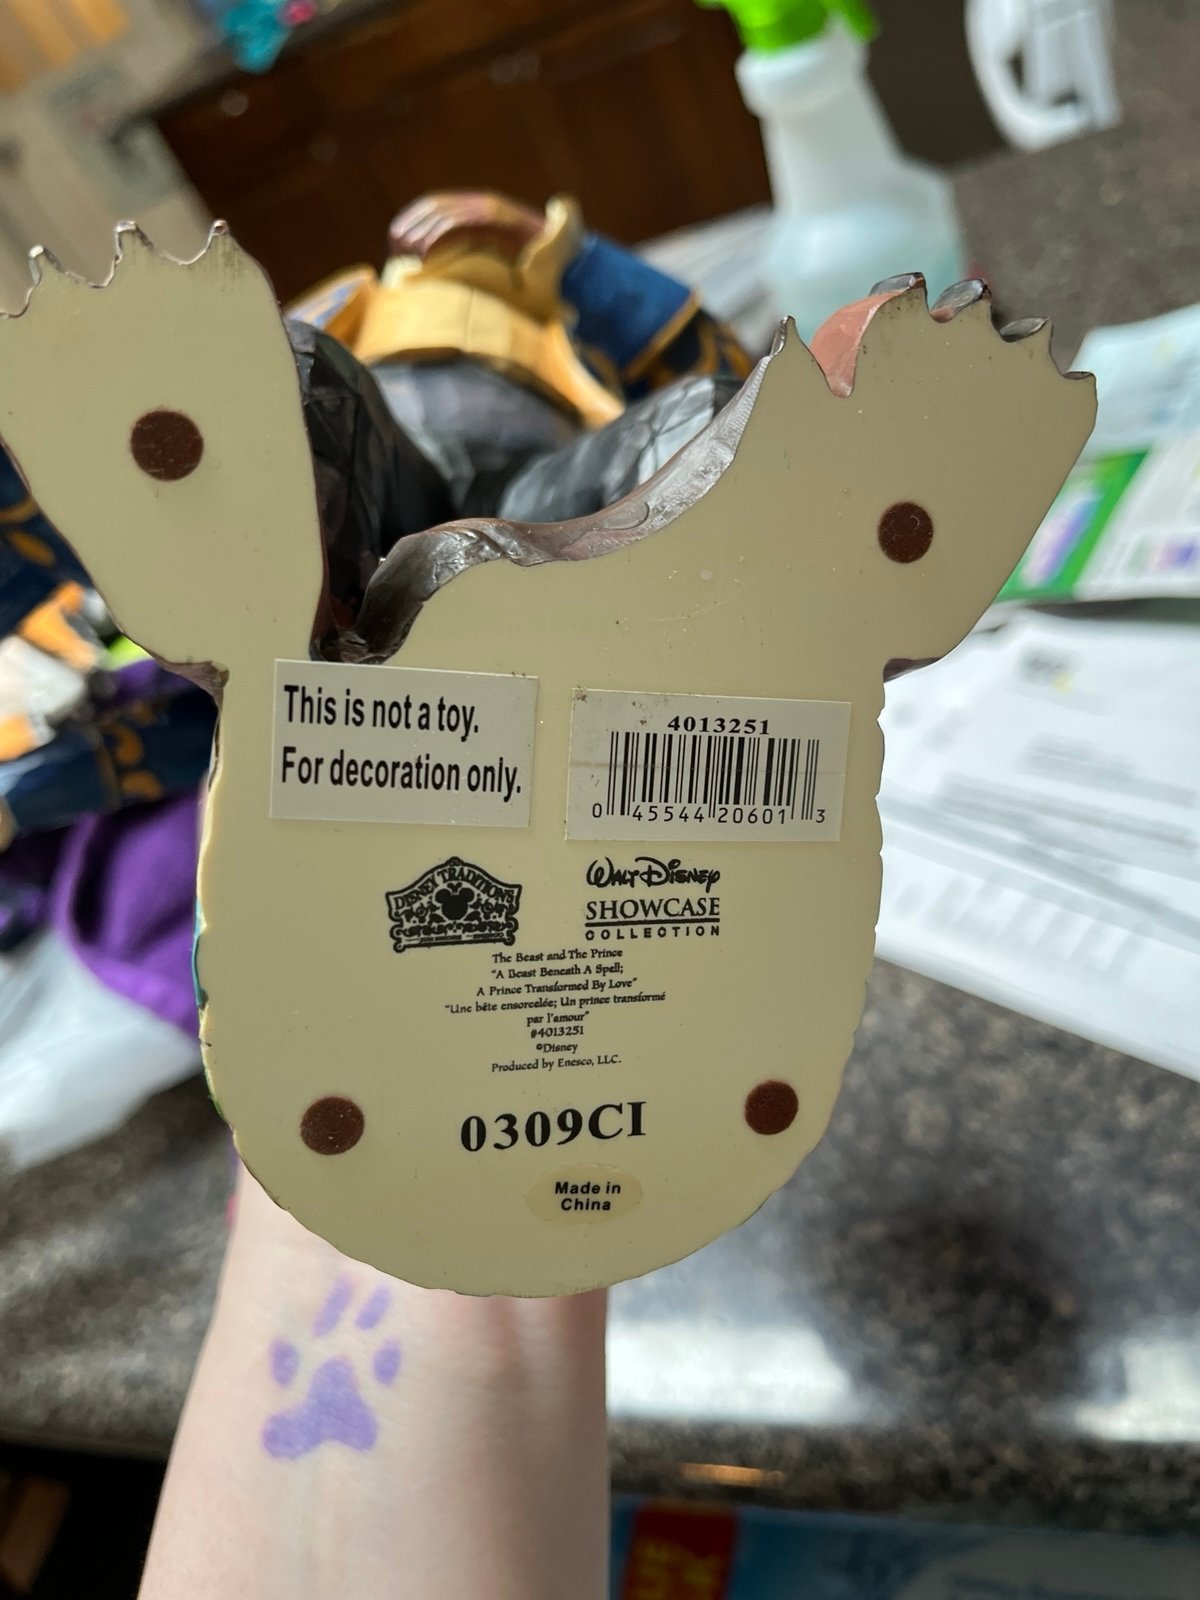 This is not a toy.
For decoration only.
4013251
0 45544 20601 3
DISNEY TRADITIONS
WALT DISNEY
SHOWCASE
COLLECTION
The Beast and The Prince
"A Beast Beneath A Spell;
A Prince Transformed By Love"
"Une bête ensorcelée; Un prince transformé
par l'amour"
#4013251
©Disney
Produced by Enesco, LLC.
0309CI
Made in
China